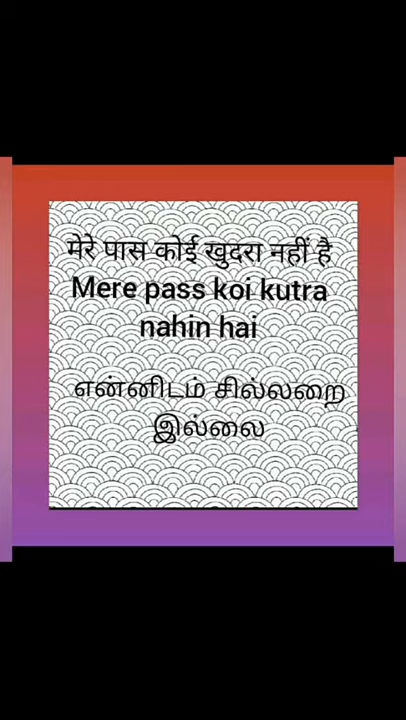 मेरे पास कोई खुदरा नहीं है
Mere pass koi kutra
nahin hai
என்னிடம் சில்லறை
இல்லை